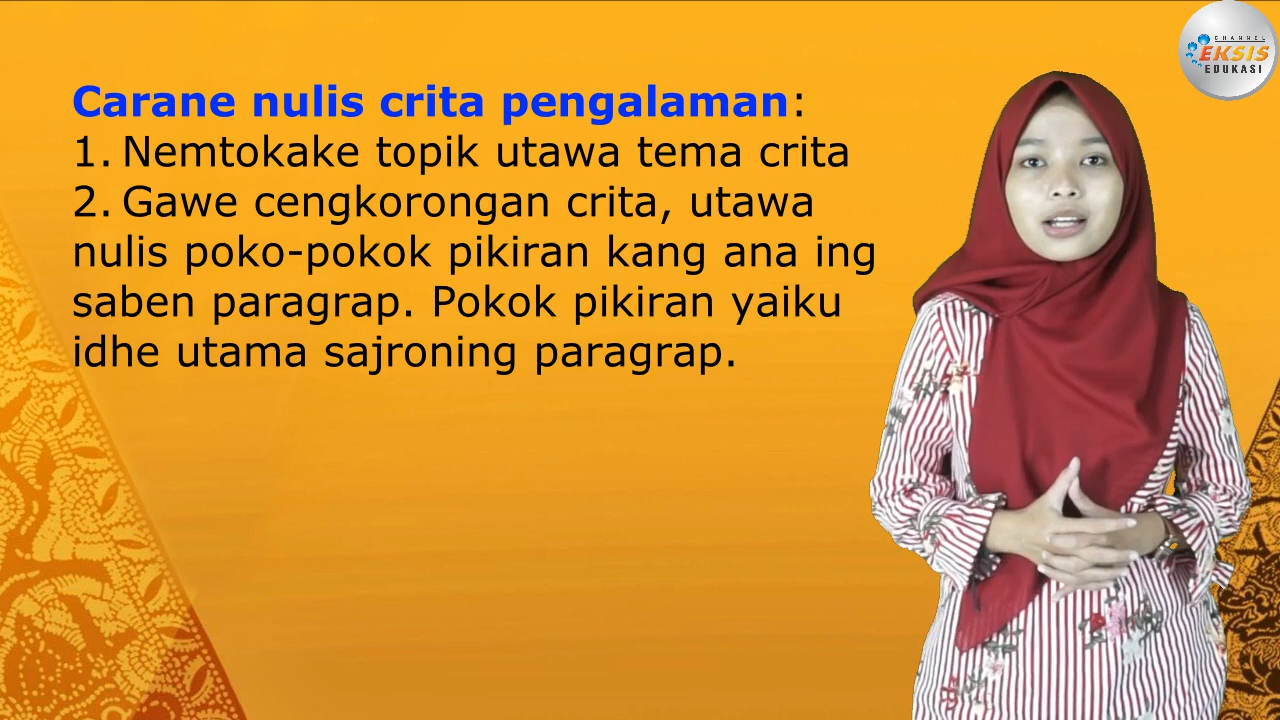 CHANNEL
EKSIS
EDUKASI
Carane nulis crita pengalaman:
1. Nemtokake topik utawa tema crita
2. Gawe cengkorongan crita, utawa
nulis poko-pokok pikiran kang ana ing
saben paragrap. Pokok pikiran yaiku
idhe utama sajroning paragrap.